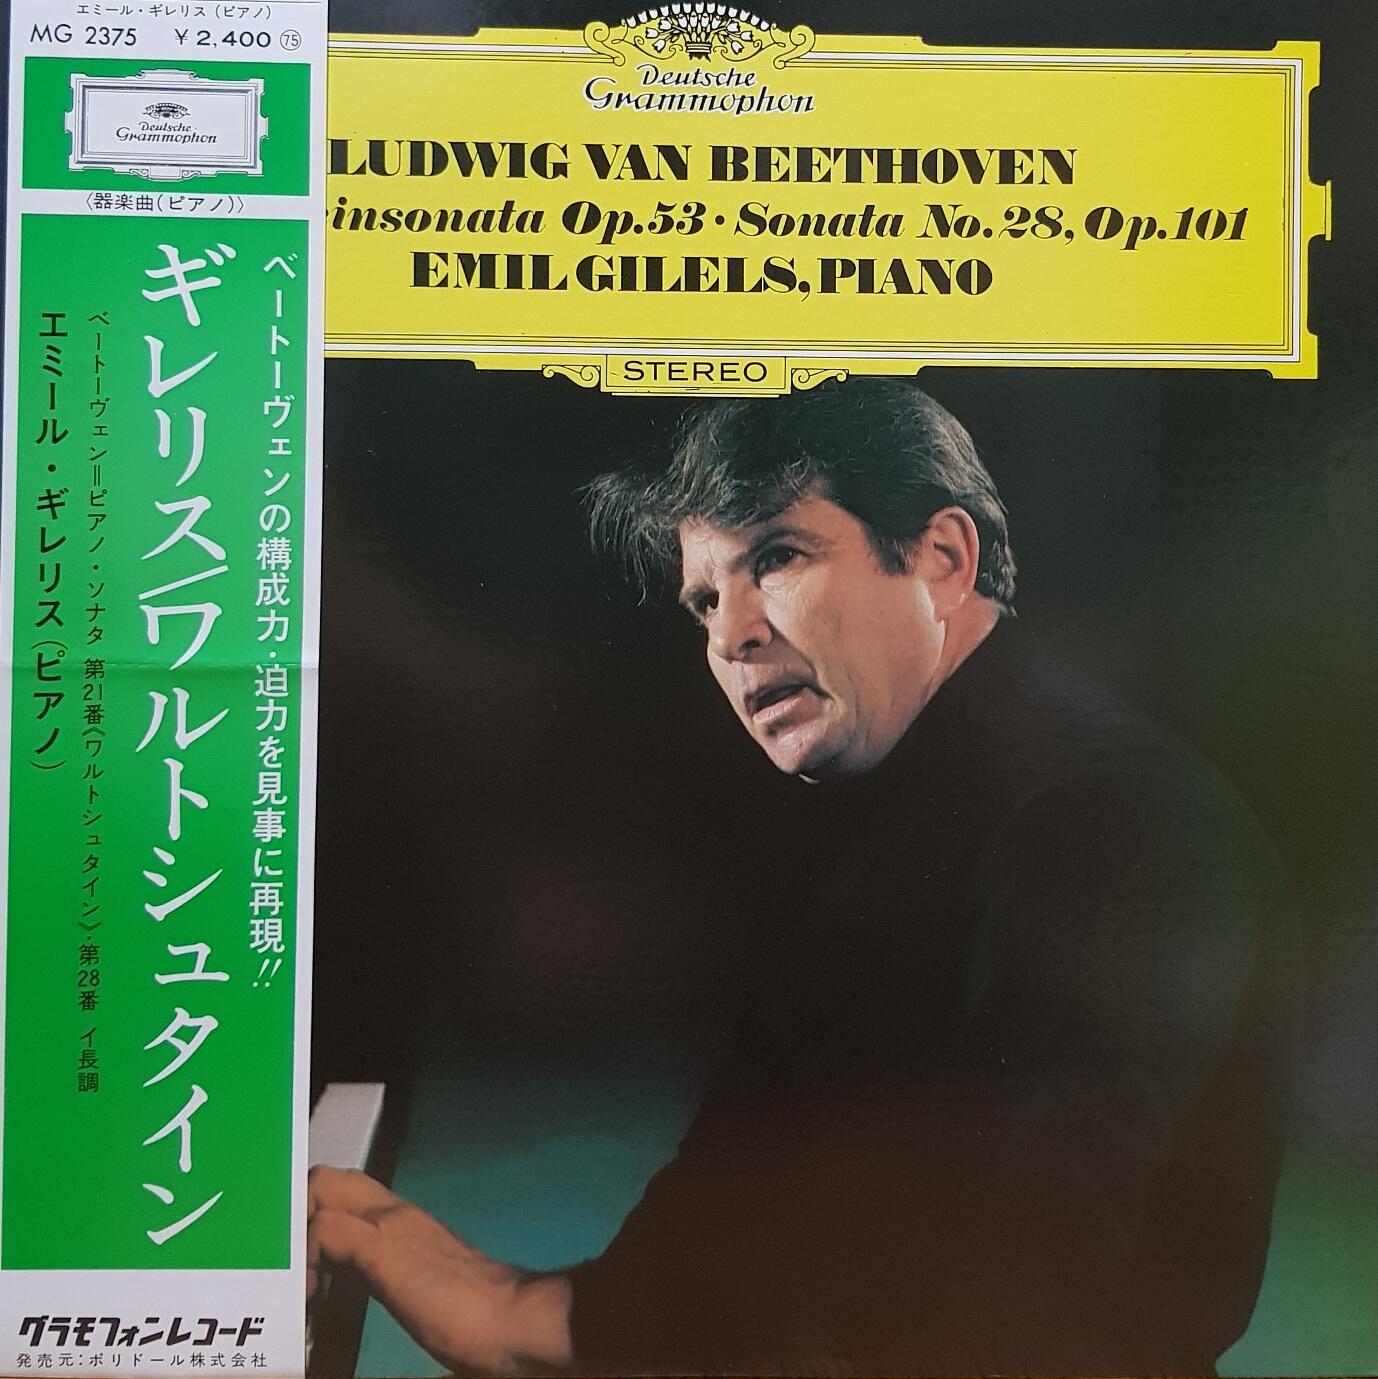 エミール・ギレリス(ピアノ)
MG 2375 ¥2,400 ㊆
Deutsche
Grammophon
〈器楽曲(ピアノ)〉
ベートーヴェンの構成力・迫力を見事に再現!!
ギレリス/ワルトシュタイン
ベートーヴェン=ピアノ・ソナタ 第21番《ワルトシュタイン》・第28番 イ長調
エミール・ギレリス(ピアノ)
グラモフォンレコード
発売元:ポリドール株式会社
Deutsche
Grammophon
LUDWIG VAN BEETHOVEN
insonata Op.53 · Sonata No.28, Op.101
EMIL GILELS, PIANO
STEREO